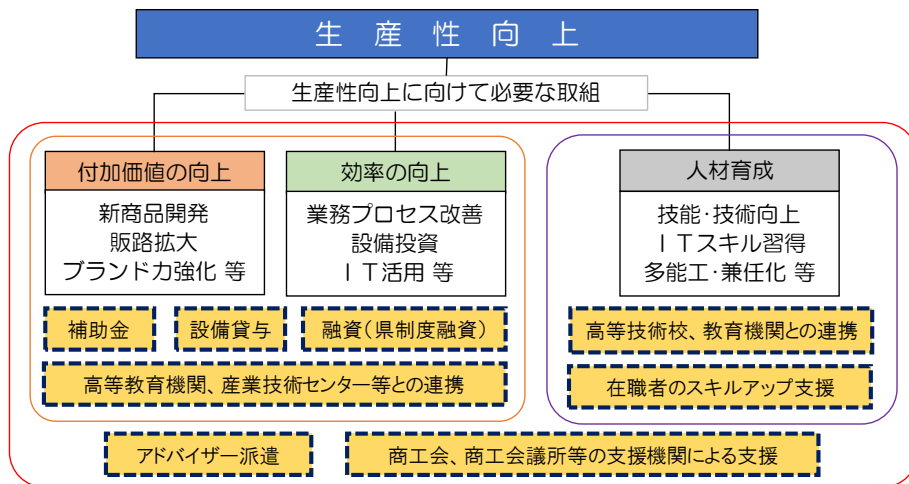 生産性向上
生産性向上に向けて必要な取組
付加価値の向上
新商品開発
販路拡大
ブランド力強化 等
効率の向上
業務プロセス改善
設備投資
ＩＴ活用 等
人材育成
技能・技術向上
ＩＴスキル習得
多能工・兼任化 等
補助金
設備貸与
融資（県制度融資）
高等教育機関、産業技術センター等との連携
高等技術校、教育機関との連携
在職者のスキルアップ支援
アドバイザー派遣
商工会、商工会議所等の支援機関による支援